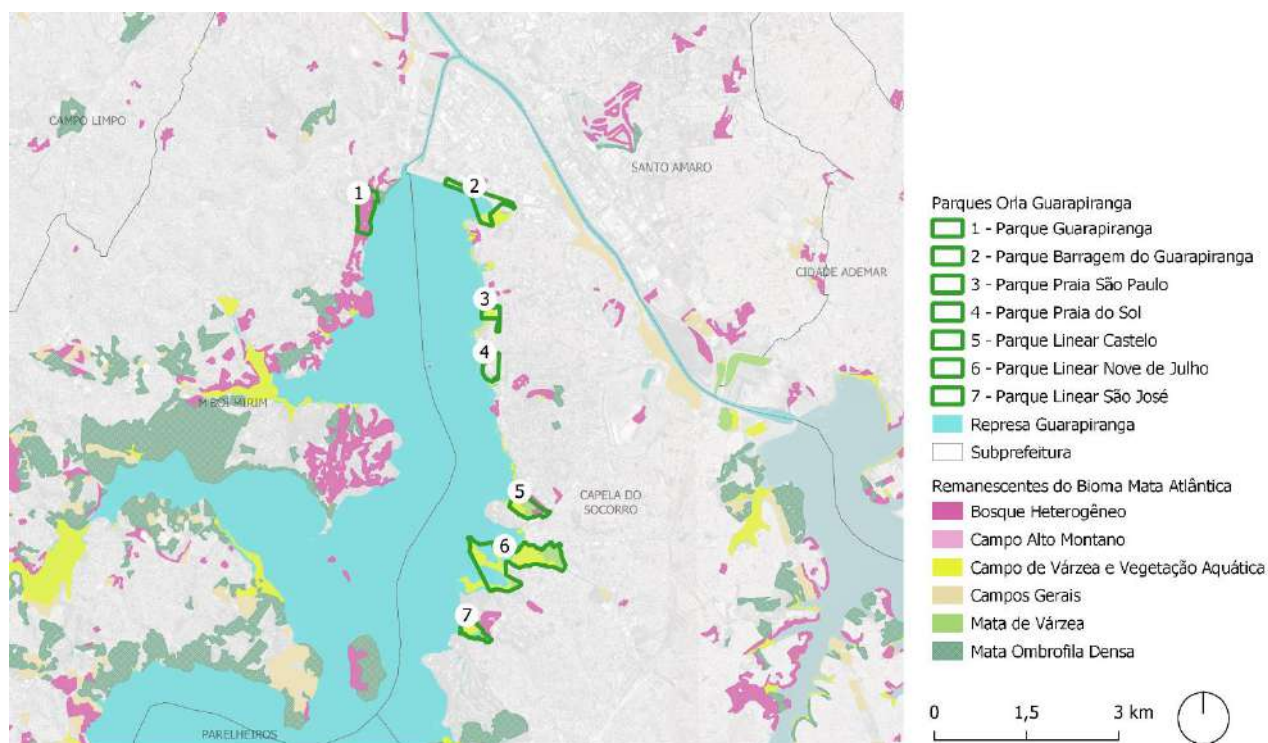 CAMPO LIMPO
SANTO AMARO
1
2
CIDADE ADEMAR
3
4
M'BOI MIRIM
5
CAPELA DO
SOCORRO
6
7
PARELHEIROS
Parques Orla Guarapiranga
1 - Parque Guarapiranga
2 - Parque Barragem do Guarapiranga
3 - Parque Praia São Paulo
4 - Parque Praia do Sol
5 - Parque Linear Castelo
6 - Parque Linear Nove de Julho
7 - Parque Linear São José
Represa Guarapiranga
Subprefeitura
Remanescentes do Bioma Mata Atlântica
Bosque Heterogêneo
Campo Alto Montano
Campo de Várzea e Vegetação Aquática
Campos Gerais
Mata de Várzea
Mata Ombrofila Densa
0 1,5 3 km